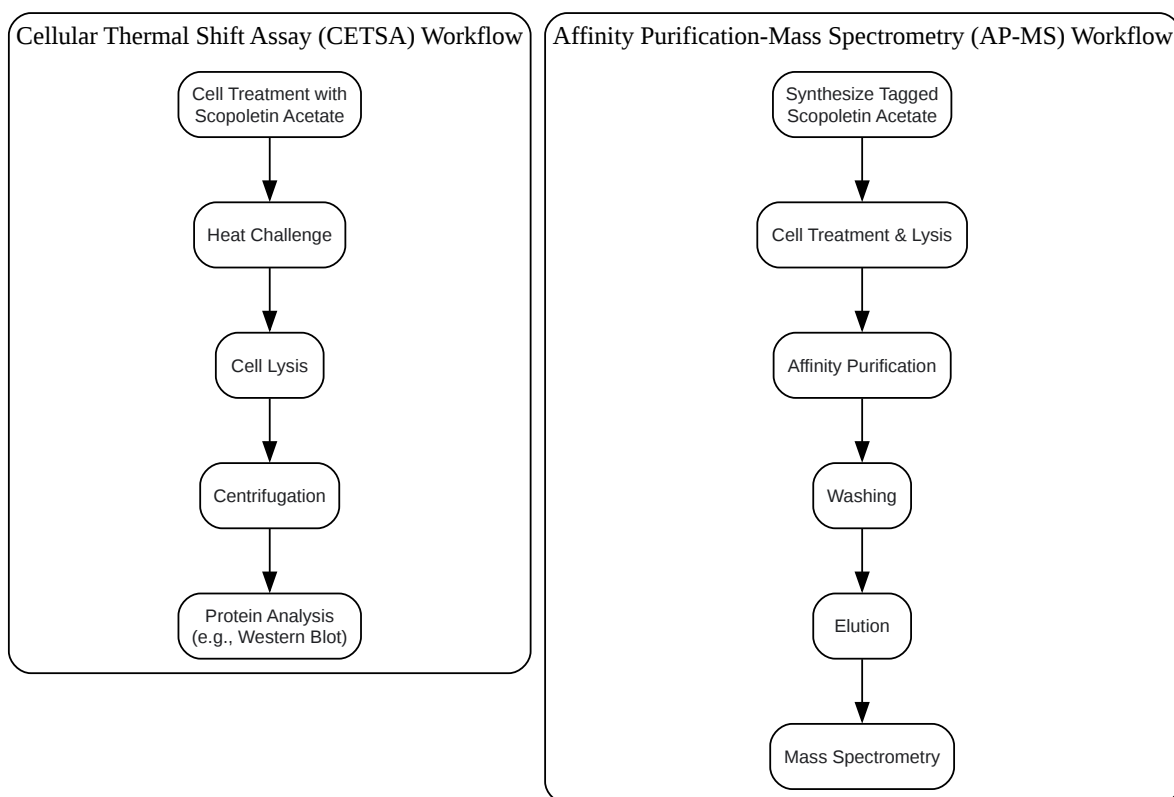 Cellular Thermal Shift Assay (CETSA) Workflow
Cell Treatment with
Scopoletin Acetate
Heat Challenge
Cell Lysis
Centrifugation
Protein Analysis
(e.g., Western Blot)
Affinity Purification-Mass Spectrometry (AP-MS) Workflow
Synthesize Tagged
Scopoletin Acetate
Cell Treatment & Lysis
Affinity Purification
Washing
Elution
Mass Spectrometry